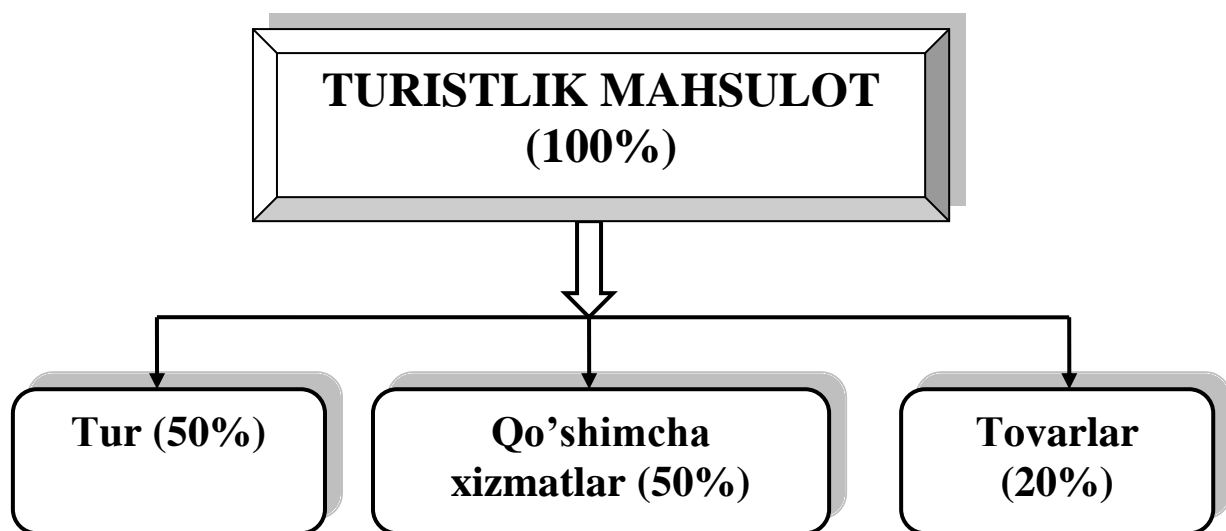 TURISTLIK MAHSULOT
(100%)
Tur (50%)
Qo’shimcha
xizmatlar (50%)
Tovarlar
(20%)